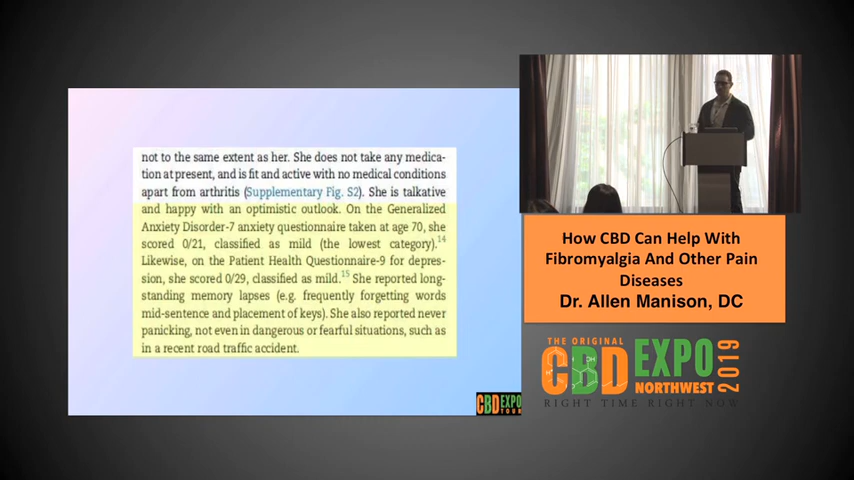 not to the same extent as her. She does not take any medica-
tion at present, and is fit and active with no medical conditions
apart from arthritis (Supplementary Fig. S2). She is talkative
and happy with an optimistic outlook. On the Generalized
Anxiety Disorder-7 anxiety questionnaire taken at age 70, she
scored 0/21, classified as mild (the lowest category).14
Likewise, on the Patient Health Questionnaire-9 for depres-
sion, she scored 0/29, classified as mild.15 She reported long-
standing memory lapses (e.g. frequently forgetting words
mid-sentence and placement of keys). She also reported never
panicking, not even in dangerous or fearful situations, such as
in a recent road traffic accident.
CBD EXPO
TOUR
How CBD Can Help With
Fibromyalgia And Other Pain
Diseases
Dr. Allen Manison, DC
THE ORIGINAL
CBD EXPO
NORTHWEST 2019
RIGHT TIME RIGHT NOW